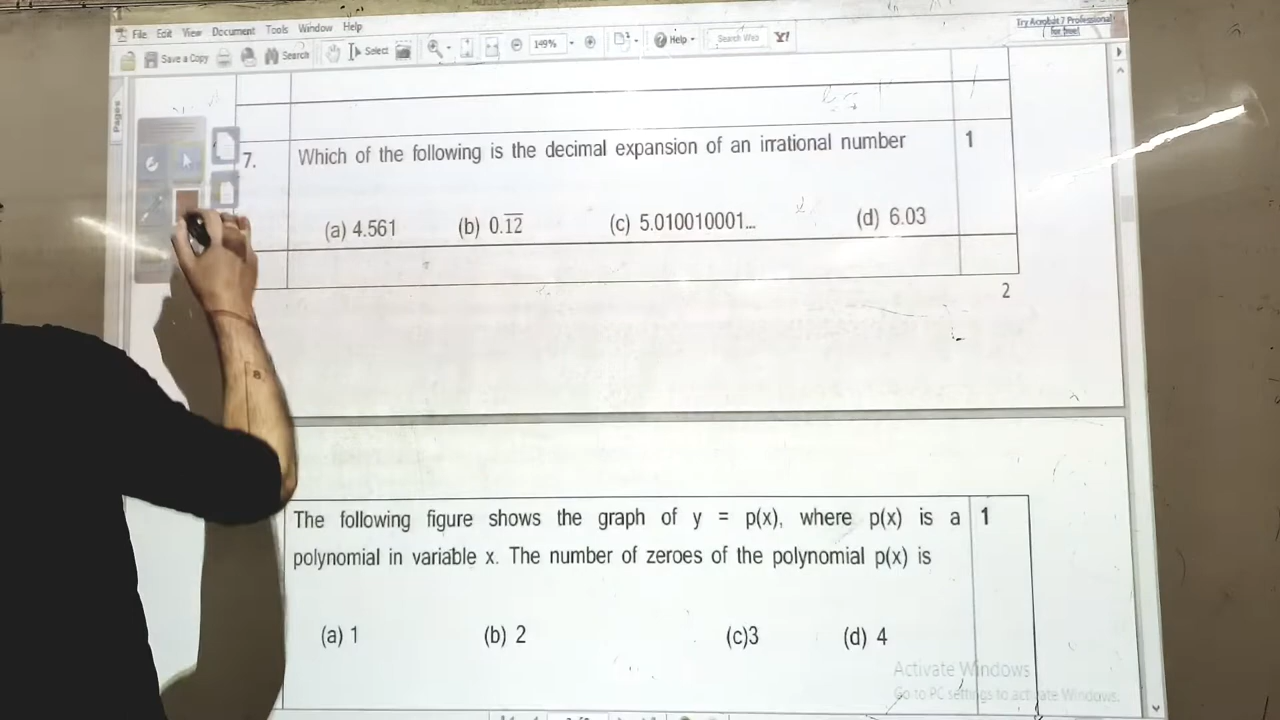 File Edit View Document Tools Window Help
Try Acrobat 7 Professional for free!
Save a Copy Search Select 149% Help Search Web Y!
Pages
7. Which of the following is the decimal expansion of an irrational number 1
(a) 4.561 (b) 0.1̅2̅ (c) 5.010010001... (d) 6.03
2
The following figure shows the graph of y = p(x), where p(x) is a 1
polynomial in variable x. The number of zeroes of the polynomial p(x) is
(a) 1 (b) 2 (c)3 (d) 4
Activate Windows
Go to PC settings to activate Windows.